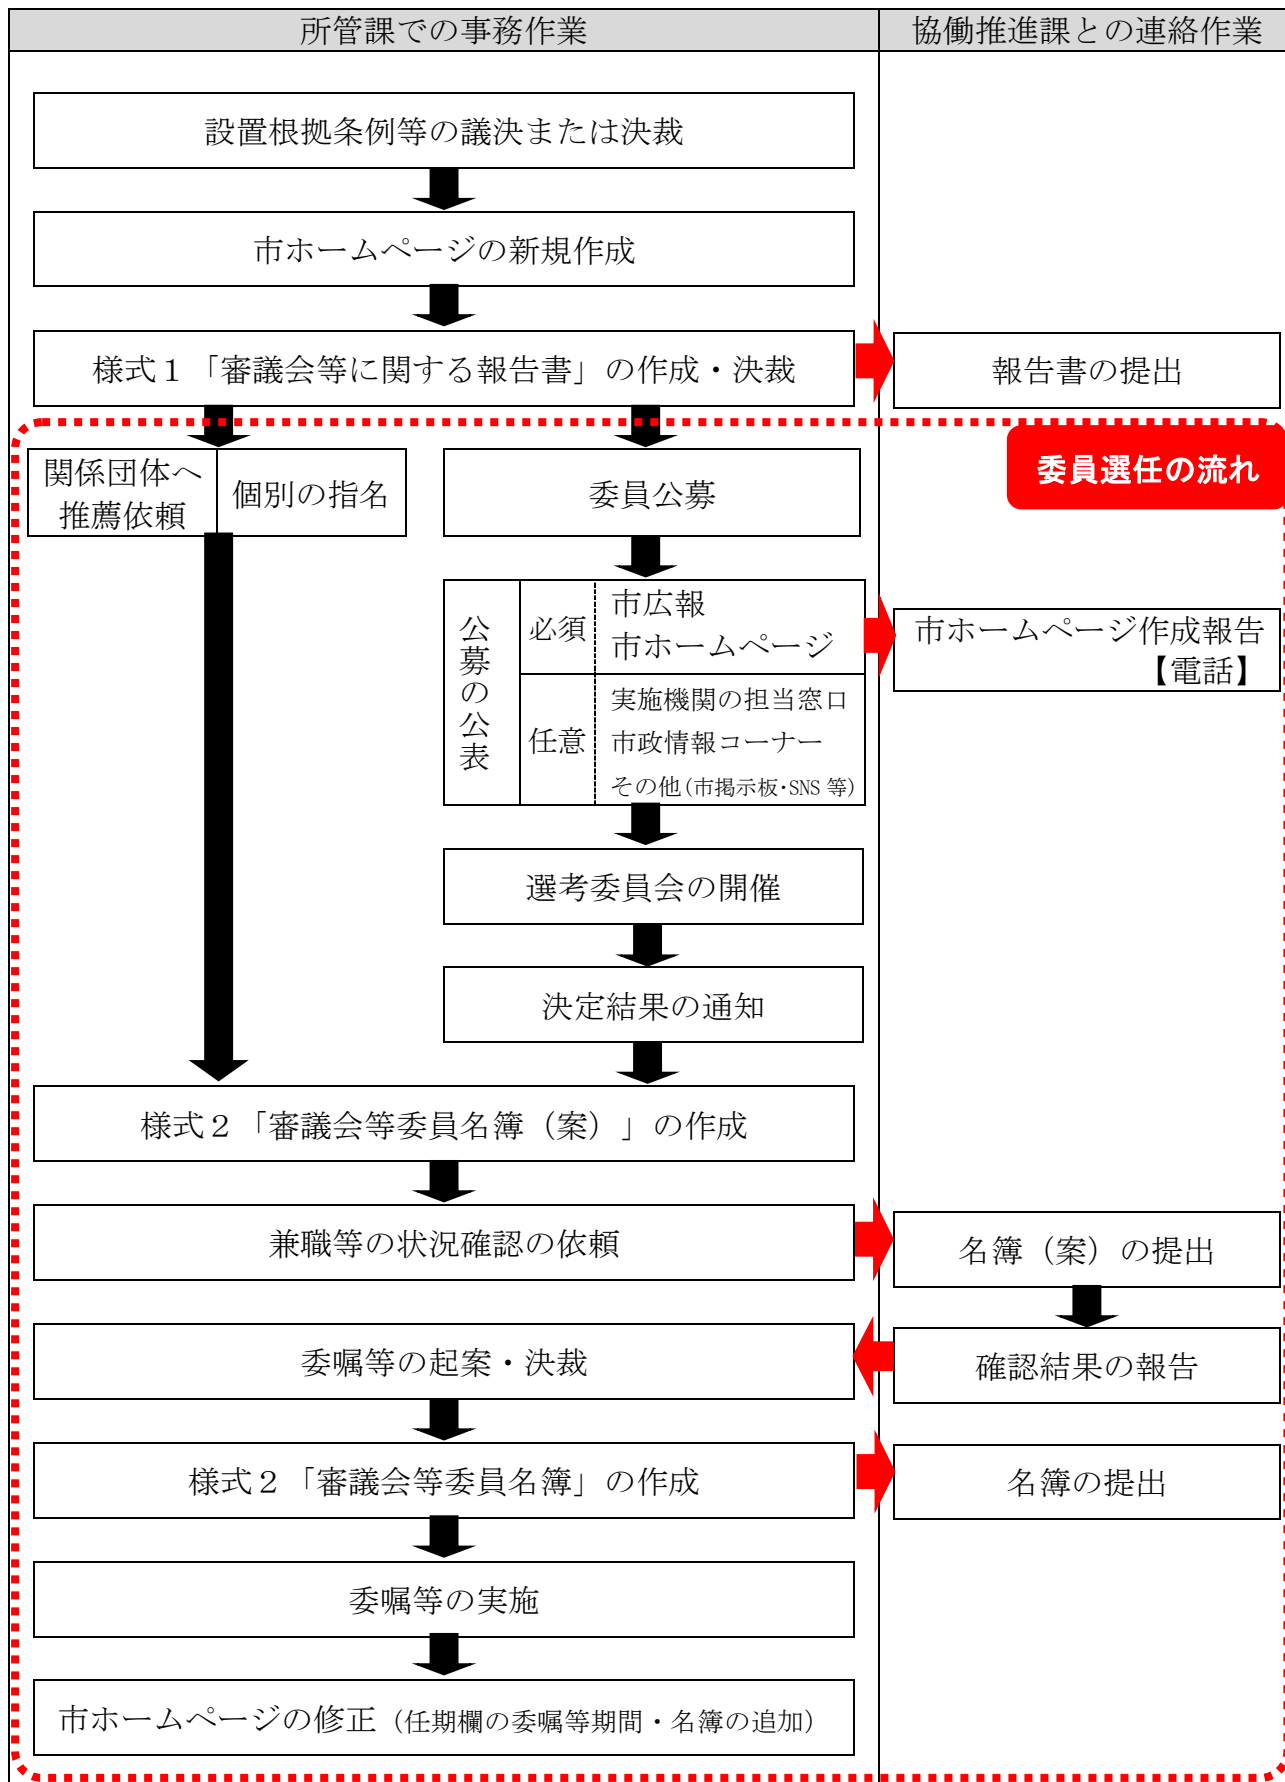 所管課での事務作業
協働推進課との連絡作業
設置根拠条例等の議決または決裁
市ホームページの新規作成
様式１「審議会等に関する報告書」の作成・決裁
報告書の提出
委員選任の流れ
関係団体へ
推薦依頼
個別の指名
委員公募
公募の公表
必須
市広報
市ホームページ
任意
実施機関の担当窓口
市政情報コーナー
その他(市掲示板・SNS等)
市ホームページ作成報告
【電話】
選考委員会の開催
決定結果の通知
様式２「審議会等委員名簿（案）」の作成
兼職等の状況確認の依頼
名簿（案）の提出
確認結果の報告
委嘱等の起案・決裁
様式２「審議会等委員名簿」の作成
名簿の提出
委嘱等の実施
市ホームページの修正（任期欄の委嘱等期間・名簿の追加）